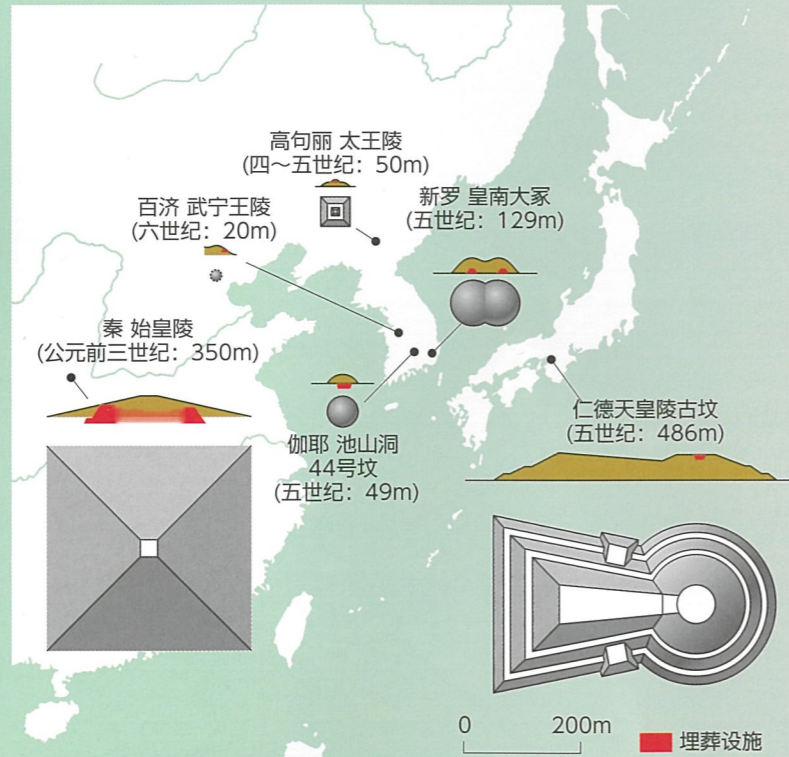 高句丽 太王陵
(四～五世纪：50m)
新罗 皇南大冢
(五世纪：129m)
百济 武宁王陵
(六世纪：20m)
秦 始皇陵
(公元前三世纪：350m)
仁德天皇陵古坟
(五世纪：486m)
伽耶 池山洞
44号坟
(五世纪：49m)
0 200m
埋葬设施